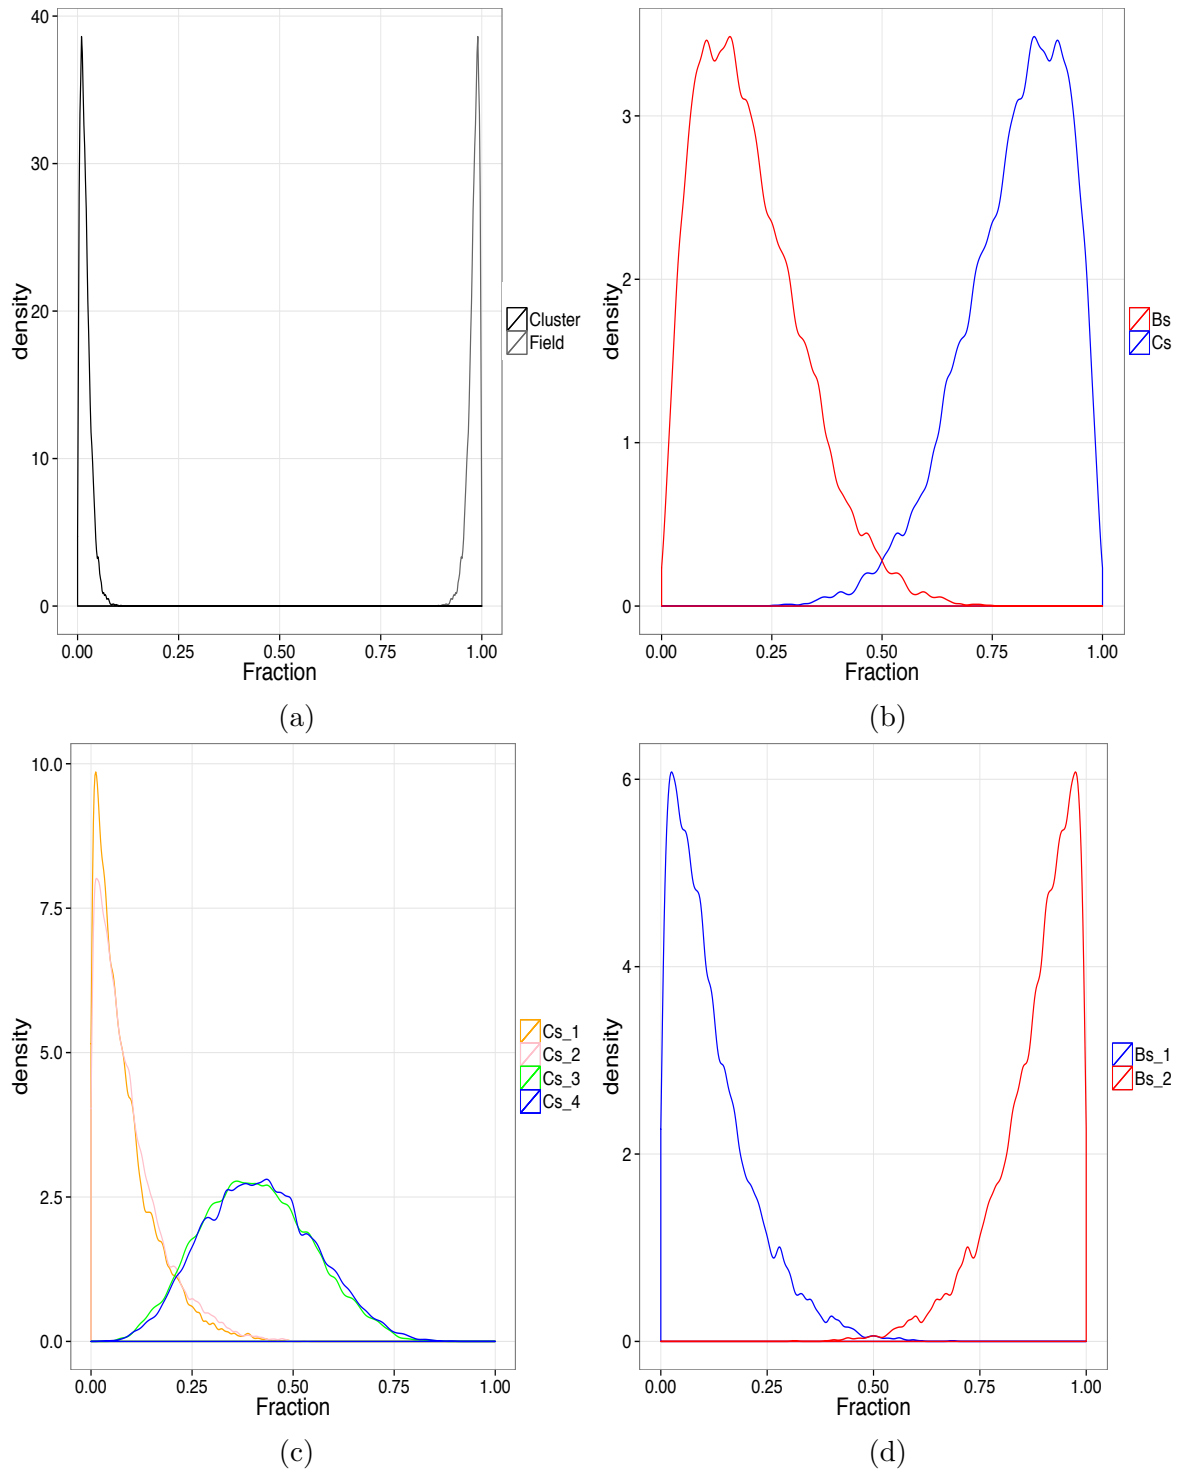 40
30
20
10
0
density
0.00 0.25 0.50 0.75 1.00
Fraction
Cluster
Field
(a)
3
2
1
0
density
0.00 0.25 0.50 0.75 1.00
Fraction
Bs
Cs
(b)
10.0
7.5
5.0
2.5
0.0
density
0.00 0.25 0.50 0.75 1.00
Fraction
Cs_1
Cs_2
Cs_3
Cs_4
(c)
6
4
2
0
density
0.00 0.25 0.50 0.75 1.00
Fraction
Bs_1
Bs_2
(d)